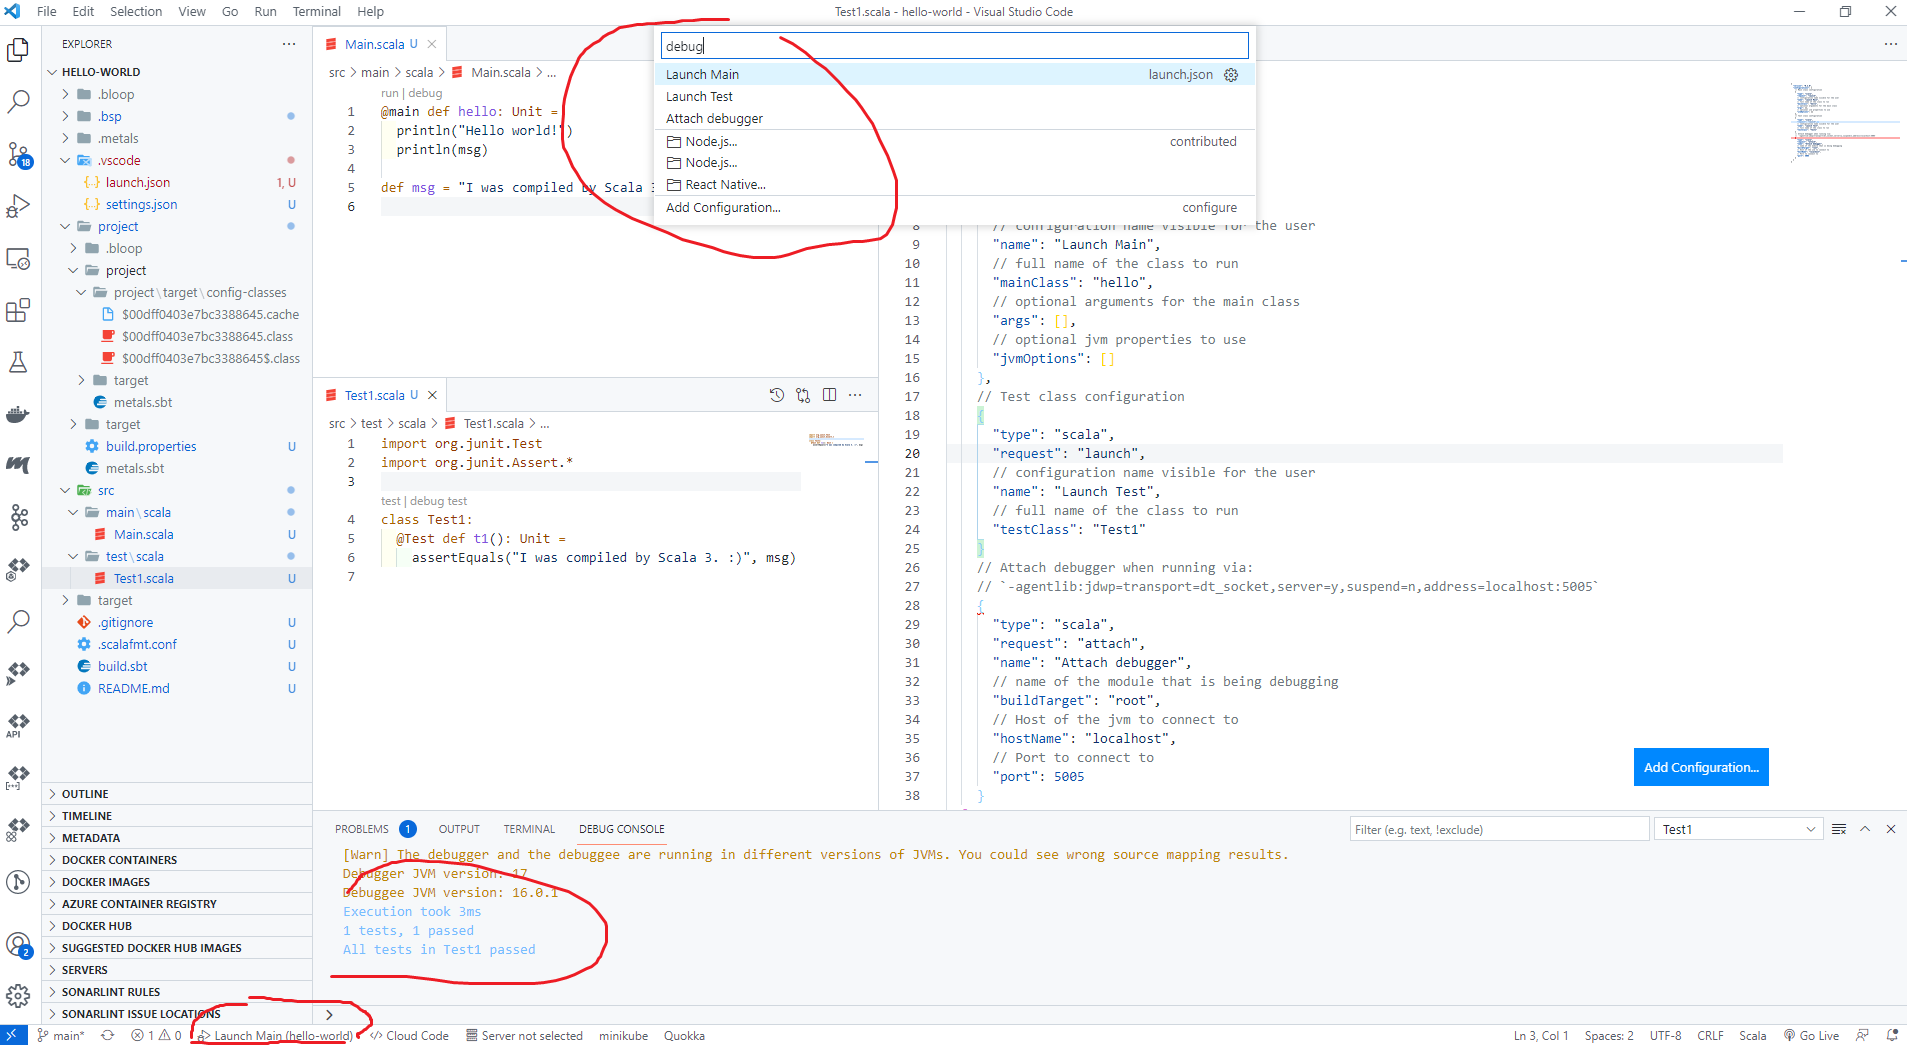 File Edit Selection View Go Run Terminal Help
Test1.scala - hello-world - Visual Studio Code
EXPLORER
HELLO-WORLD
.bloop
.bsp
.metals
.vscode
launch.json 1, U
settings.json U
project
.bloop
project
project\target\config-classes
$00dff0403e7bc3388645.cache
$00dff0403e7bc3388645.class
$00dff0403e7bc3388645$.class
target
metals.sbt
target
build.properties U
metals.sbt
src
main\scala
Main.scala U
test\scala
Test1.scala U
target
.gitignore U
.scalafmt.conf U
build.sbt U
README.md U
OUTLINE
TIMELINE
METADATA
DOCKER CONTAINERS
DOCKER IMAGES
AZURE CONTAINER REGISTRY
DOCKER HUB
SUGGESTED DOCKER HUB IMAGES
SERVERS
SONARLINT RULES
SONARLINT ISSUE LOCATIONS
18
API
2
Main.scala U
src > main > scala > Main.scala > ...
run | debug
1 @main def hello: Unit =
2 println("Hello world!")
3 println(msg)
4
5 def msg = "I was compiled by Scala 3
6
debug
Launch Main launch.json
Launch Test
Attach debugger
Node.js... contributed
Node.js...
React Native...
Add Configuration... configure
Test1.scala U
src > test > scala > Test1.scala > ...
1 import org.junit.Test
2 import org.junit.Assert.*
3
test | debug test
4 class Test1:
5 @Test def t1(): Unit =
6 assertEquals("I was compiled by Scala 3. :)", msg)
7
8 // configuration name visible for the user
9 "name": "Launch Main",
10 // full name of the class to run
11 "mainClass": "hello",
12 // optional arguments for the main class
13 "args": [],
14 // optional jvm properties to use
15 "jvmOptions": []
16 },
17 // Test class configuration
18 {
19 "type": "scala",
20 "request": "launch",
21 // configuration name visible for the user
22 "name": "Launch Test",
23 // full name of the class to run
24 "testClass": "Test1"
25 }
26 // Attach debugger when running via:
27 // `-agentlib:jdwp=transport=dt_socket,server=y,suspend=n,address=localhost:5005`
28 {
29 "type": "scala",
30 "request": "attach",
31 "name": "Attach debugger",
32 // name of the module that is being debugging
33 "buildTarget": "root",
34 // Host of the jvm to connect to
35 "hostName": "localhost",
36 // Port to connect to
37 "port": 5005
38 }
Add Configuration...
PROBLEMS 1 OUTPUT TERMINAL DEBUG CONSOLE
Filter (e.g. text, !exclude)
Test1
[Warn] The debugger and the debuggee are running in different versions of JVMs. You could see wrong source mapping results.
Debugger JVM version: 17
Debuggee JVM version: 16.0.1
Execution took 3ms
1 tests, 1 passed
All tests in Test1 passed
main* 1 0 Launch Main (hello-world) Cloud Code Server not selected minikube Quokka
Ln 3, Col 1 Spaces: 2 UTF-8 CRLF Scala Go Live